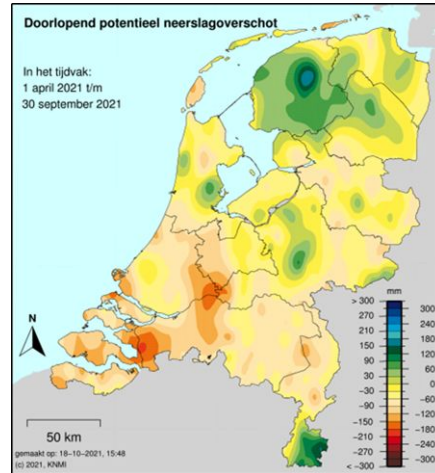 Doorlopend potentieel neerslagoverschot
In het tijdvak:
1 april 2021 t/m
30 september 2021
N
50 km
gemaakt op: 18-10-2021, 15:48
(c) 2021, KNMI
mm
> 300
270
210
150
90
30
-30
-90
-150
-210
-270
< -300
300
240
180
120
60
0
-60
-120
-180
-240
-300